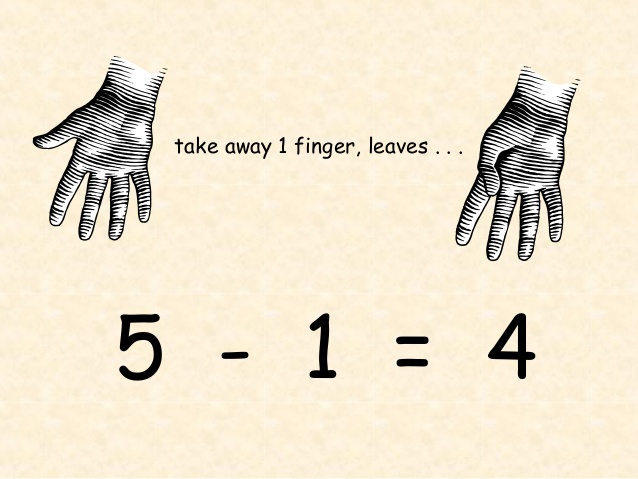 take away 1 finger, leaves . . .
5 - 1 = 4